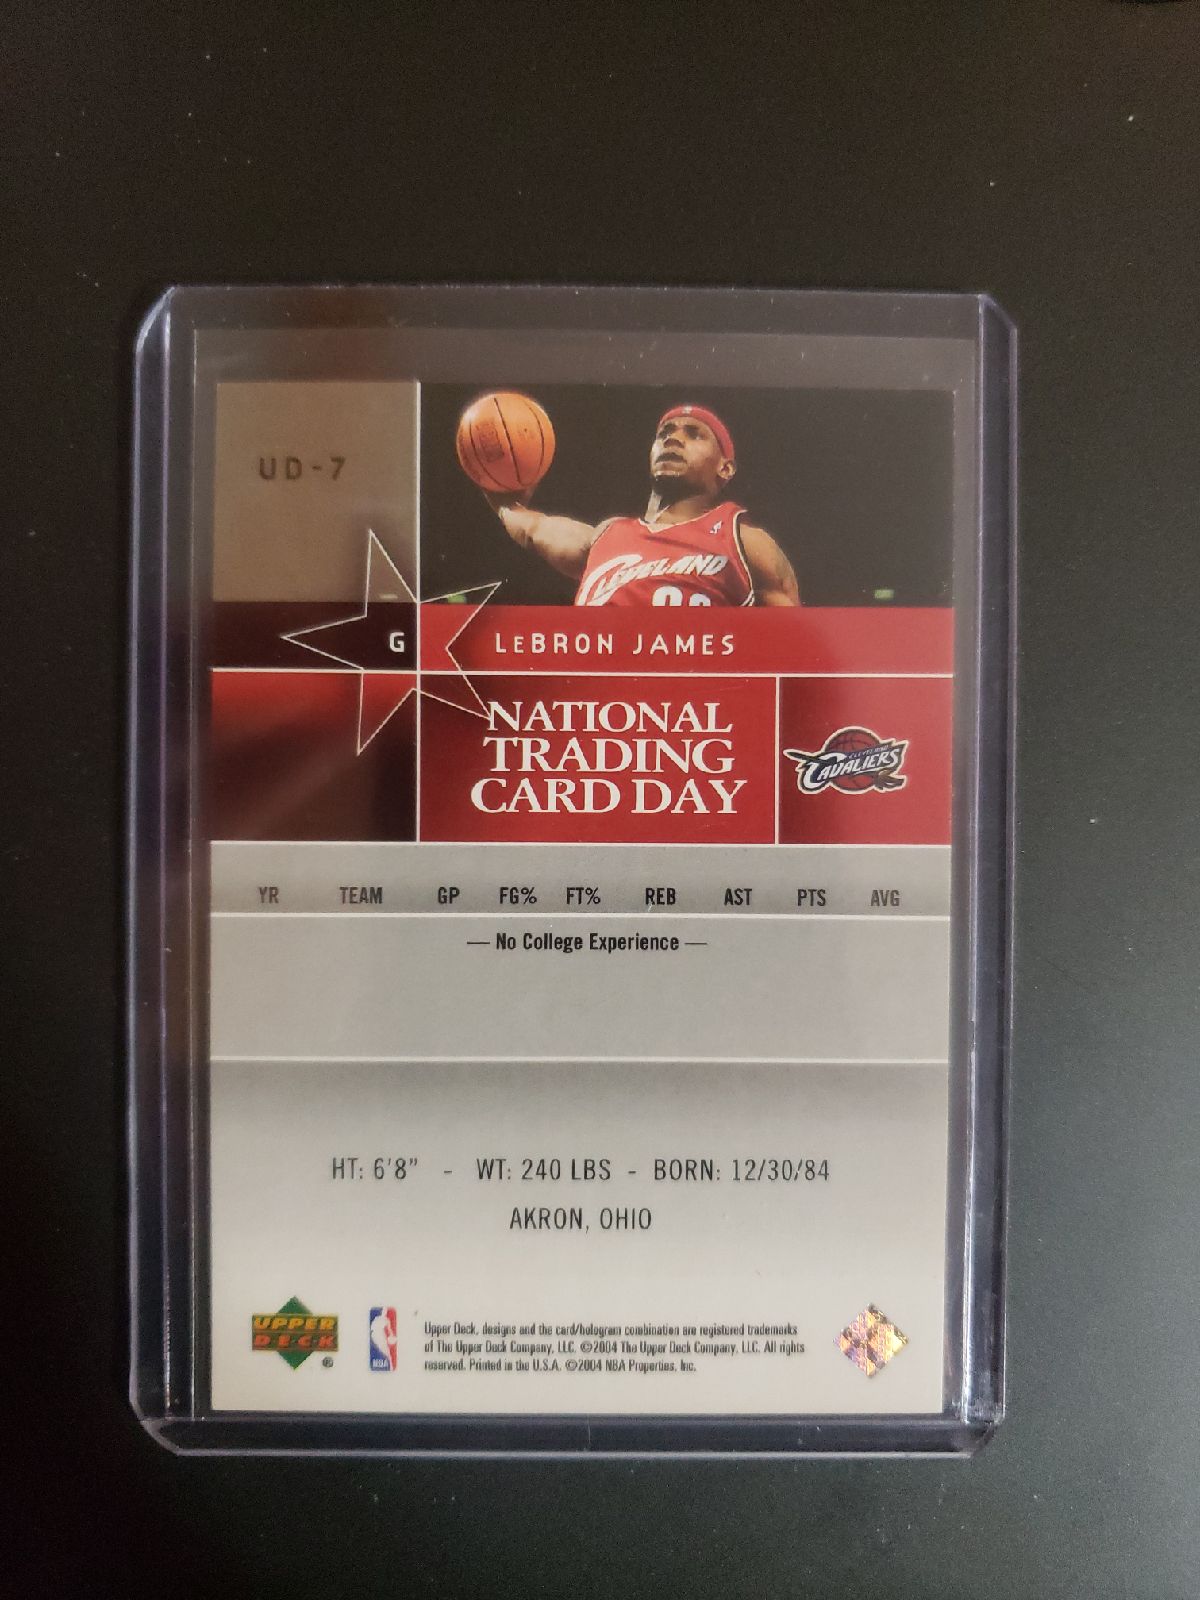 UD-7
CLEVELAND
G
LEBRON JAMES
NATIONAL
TRADING
CARD DAY
CLEVELAND
CAVALIERS
YR TEAM GP FG% FT% REB AST PTS AVG
— No College Experience —
HT: 6'8" - WT: 240 LBS - BORN: 12/30/84
AKRON, OHIO
UPPER
DECK
®
NBA
Upper Deck, designs and the card/hologram combination are registered trademarks
of The Upper Deck Company, LLC. ©2004 The Upper Deck Company, LLC. All rights
reserved. Printed in the U.S.A. ©2004 NBA Properties, Inc.